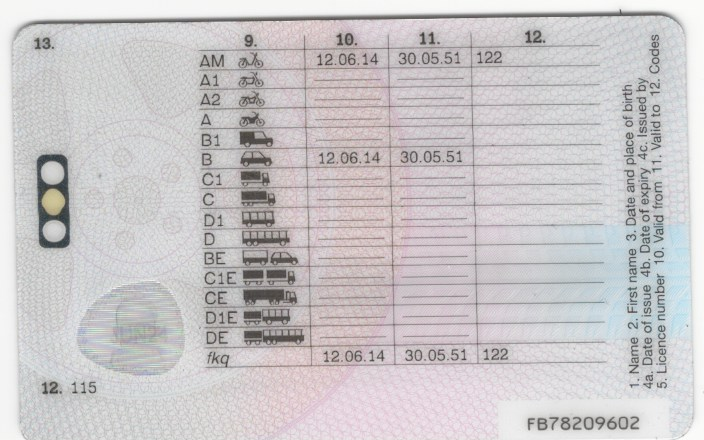 13.
9. 10. 11. 12.
AM 12.06.14 30.05.51 122
A1
A2
A
B1
B 12.06.14 30.05.51
C1
C
D1
D
BE
C1E
CE
D1E
DE
fkq 12.06.14 30.05.51 122
12. 115
1. Name 2. First name 3. Date and place of birth
4a. Date of issue 4b. Date of expiry 4c. Issued by
5. Licence number 10. Valid from 11. Valid to 12. Codes
FB78209602